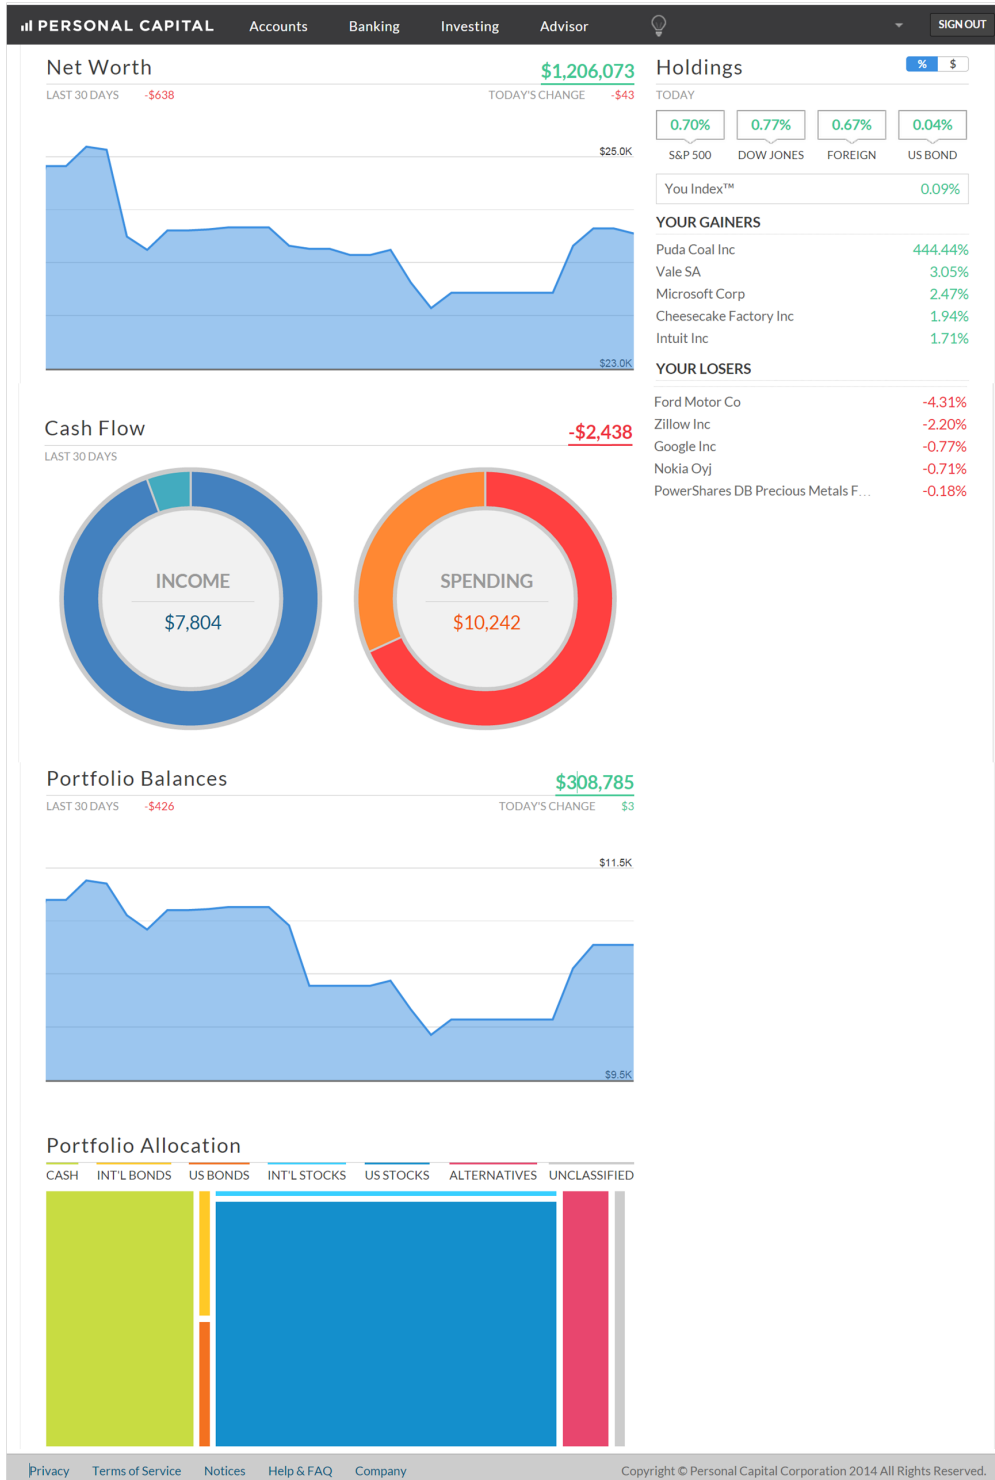 PERSONAL CAPITAL Accounts Banking Investing Advisor SIGN OUT
Net Worth $1,206,073
LAST 30 DAYS -$638 TODAY'S CHANGE -$43
$25.0K
$23.0K
Holdings % $
TODAY
0.70% 0.77% 0.67% 0.04%
S&P 500 DOW JONES FOREIGN US BOND
You Index™ 0.09%
YOUR GAINERS
Puda Coal Inc 444.44%
Vale SA 3.05%
Microsoft Corp 2.47%
Cheesecake Factory Inc 1.94%
Intuit Inc 1.71%
YOUR LOSERS
Ford Motor Co -4.31%
Zillow Inc -2.20%
Google Inc -0.77%
Nokia Oyj -0.71%
PowerShares DB Precious Metals F... -0.18%
Cash Flow -$2,438
LAST 30 DAYS
INCOME
$7,804
SPENDING
$10,242
Portfolio Balances $308,785
LAST 30 DAYS -$426 TODAY'S CHANGE $3
$11.5K
$9.5K
Portfolio Allocation
CASH INT'L BONDS US BONDS INT'L STOCKS US STOCKS ALTERNATIVES UNCLASSIFIED
Privacy Terms of Service Notices Help & FAQ Company Copyright © Personal Capital Corporation 2014 All Rights Reserved.